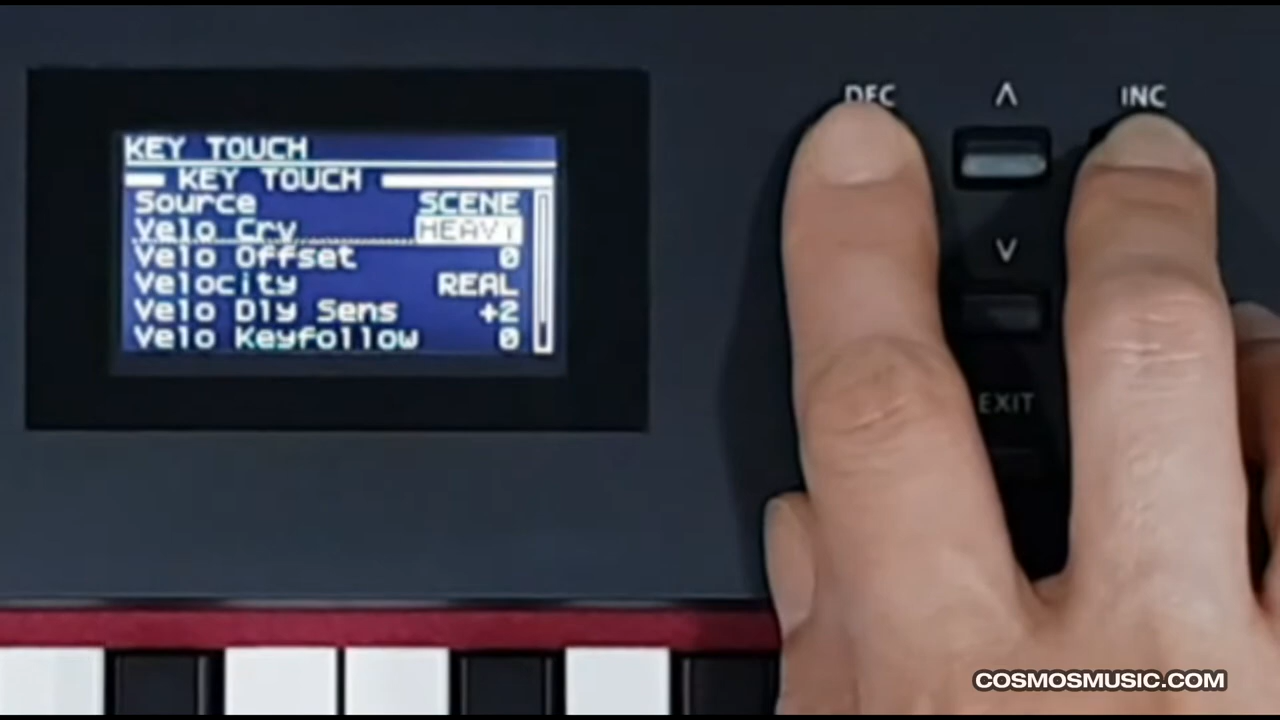 KEY TOUCH
KEY TOUCH
Source SCENE
Velo Crv HEAVY
Velo Offset 0
Velocity REAL
Velo Dly Sens +2
Velo Keyfollow 0
DEC
Λ
INC
V
EXIT
COSMOSMUSIC.COM